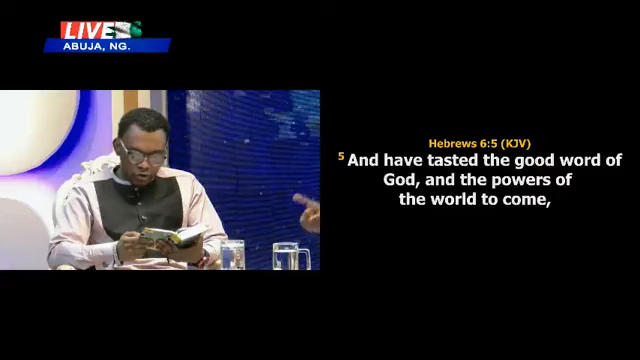 LIVE
ABUJA, NG.
Hebrews 6:5 (KJV)
5 And have tasted the good word of
God, and the powers of
the world to come,